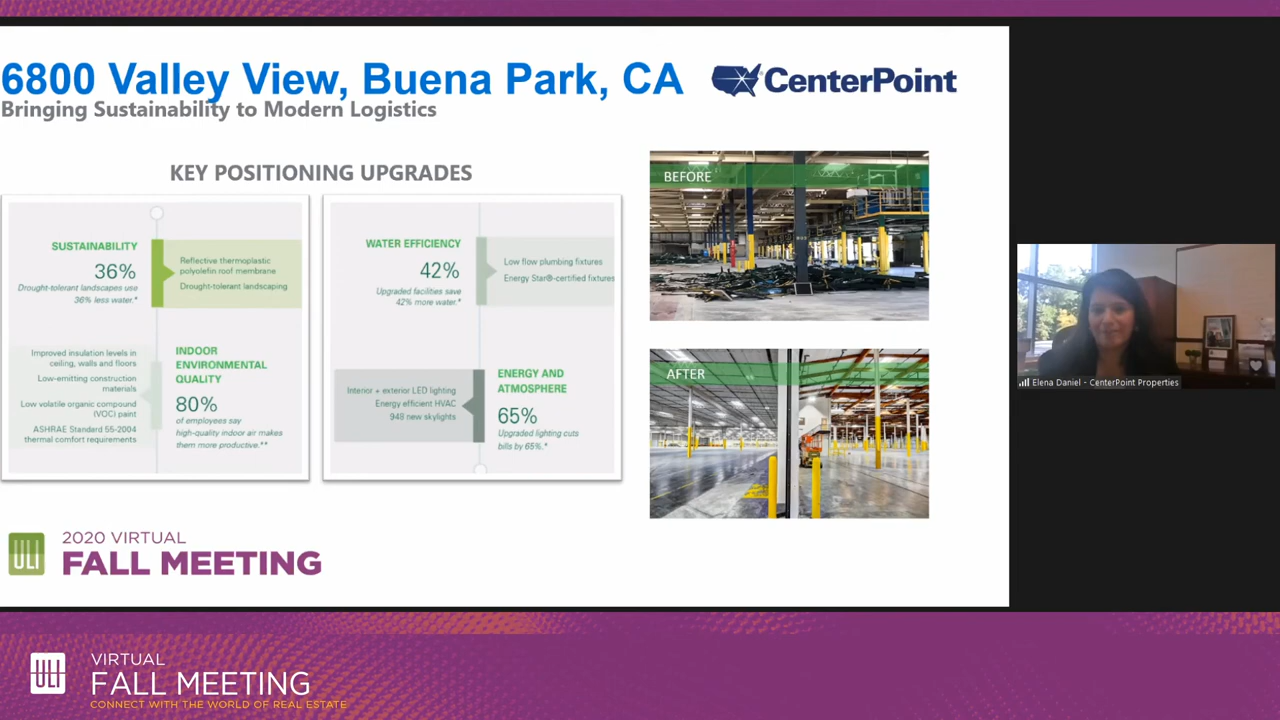 6800 Valley View, Buena Park, CA
CenterPoint
Bringing Sustainability to Modern Logistics
KEY POSITIONING UPGRADES
SUSTAINABILITY
36%
Drought-tolerant landscapes use
36% less water.*
Reflective thermoplastic
polyolefin roof membrane
Drought-tolerant landscaping
Improved insulation levels in
ceiling, walls and floors
Low-emitting construction
materials
Low volatile organic compound
(VOC) paint
ASHRAE Standard 55-2004
thermal comfort requirements
INDOOR
ENVIRONMENTAL
QUALITY
80%
of employees say
high-quality indoor air makes
them more productive.**
WATER EFFICIENCY
42%
Upgraded facilities save
42% more water.*
Low flow plumbing fixtures
Energy Star®-certified fixtures
Interior + exterior LED lighting
Energy efficient HVAC
948 new skylights
ENERGY AND
ATMOSPHERE
65%
Upgraded lighting cuts
bills by 65%.*
BEFORE
AFTER
Elena Daniel - CenterPoint Properties
ULI
2020 VIRTUAL
FALL MEETING
ULI
VIRTUAL
FALL MEETING
CONNECT WITH THE WORLD OF REAL ESTATE